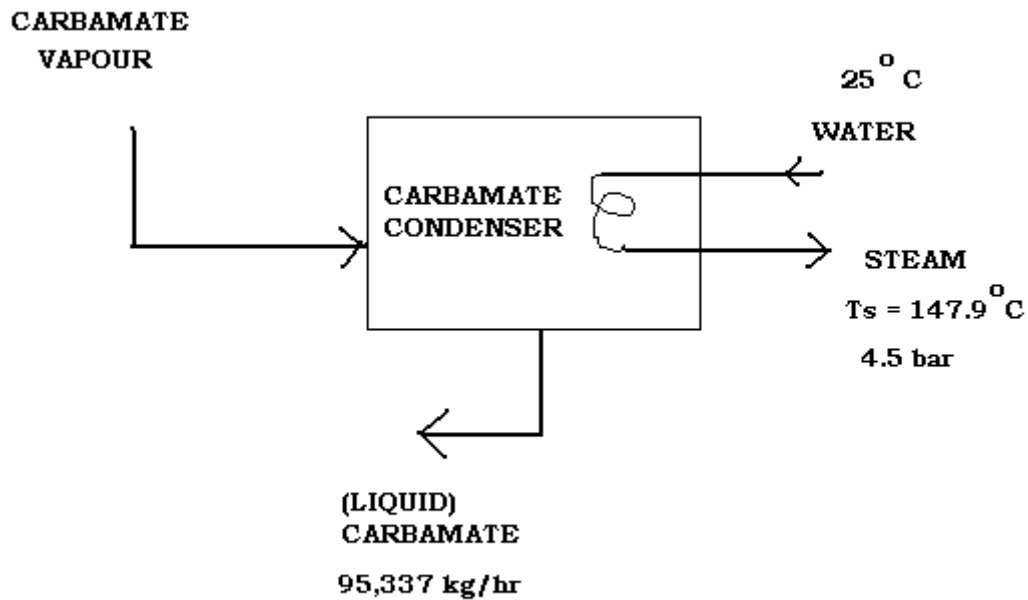 CARBAMATE
VAPOUR
25° C
WATER
CARBAMATE
CONDENSER
STEAM
Ts = 147.9°C
4.5 bar
(LIQUID)
CARBAMATE
95,337 kg/hr